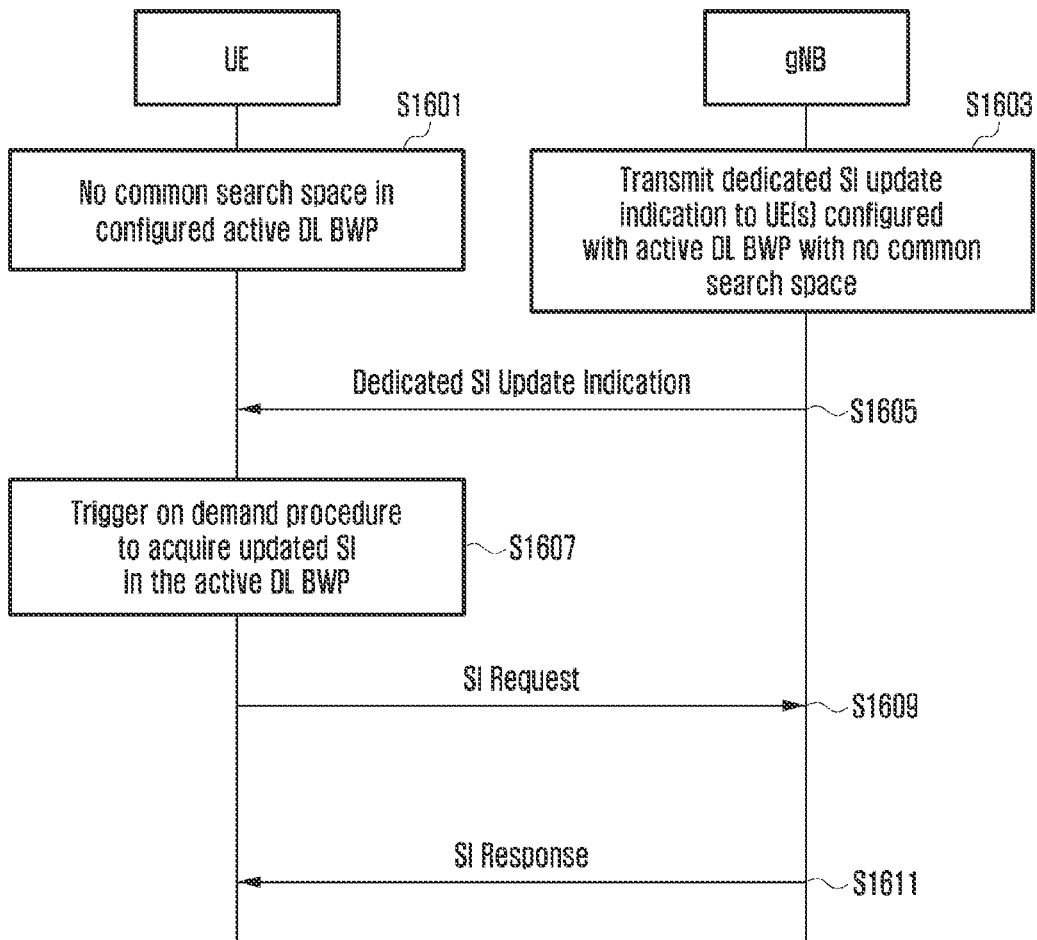 UE
gNB
S1601
S1603
No common search space in
configured active DL BWP
Transmit dedicated SI update
indication to UE(s) configured
with active DL BWP with no common
search space
Dedicated SI Update Indication
S1605
Trigger on demand procedure
to acquire updated SI
in the active DL BWP
S1607
SI Request
S1609
SI Response
S1611